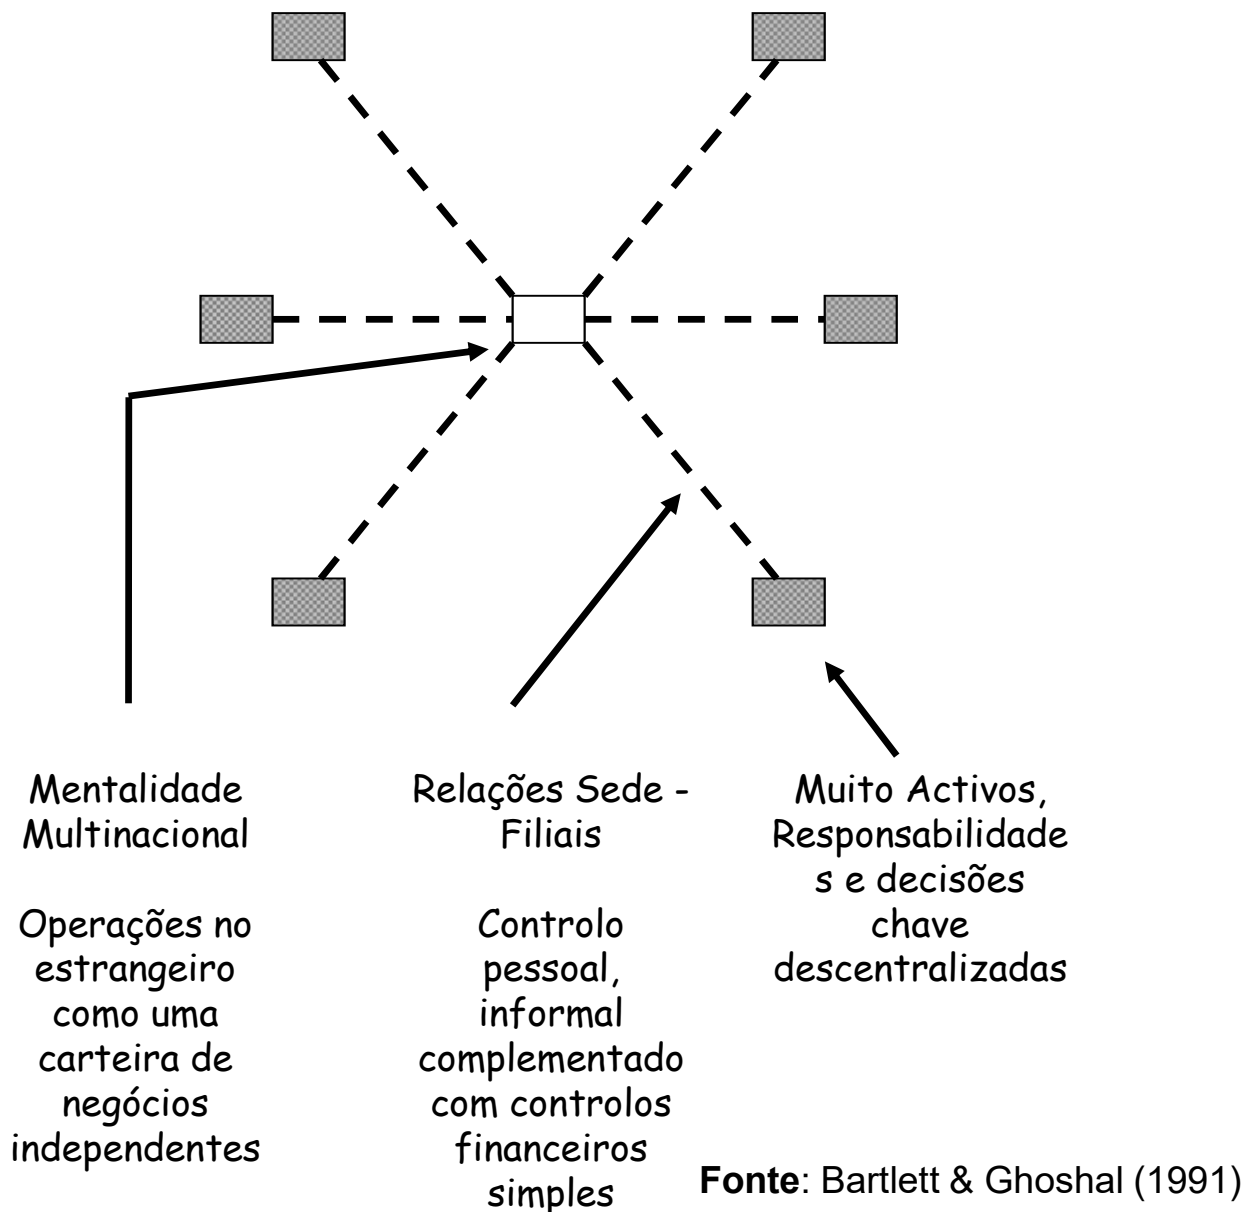 Mentalidade
Multinacional
Operações no
estrangeiro
como uma
carteira de
negócios
independentes
Relações Sede -
Filiais
Controlo
pessoal,
informal
complementado
com controlos
financeiros
simples
Muito Activos,
Responsabilidade
s e decisões
chave
descentralizadas
Fonte: Bartlett & Ghoshal (1991)